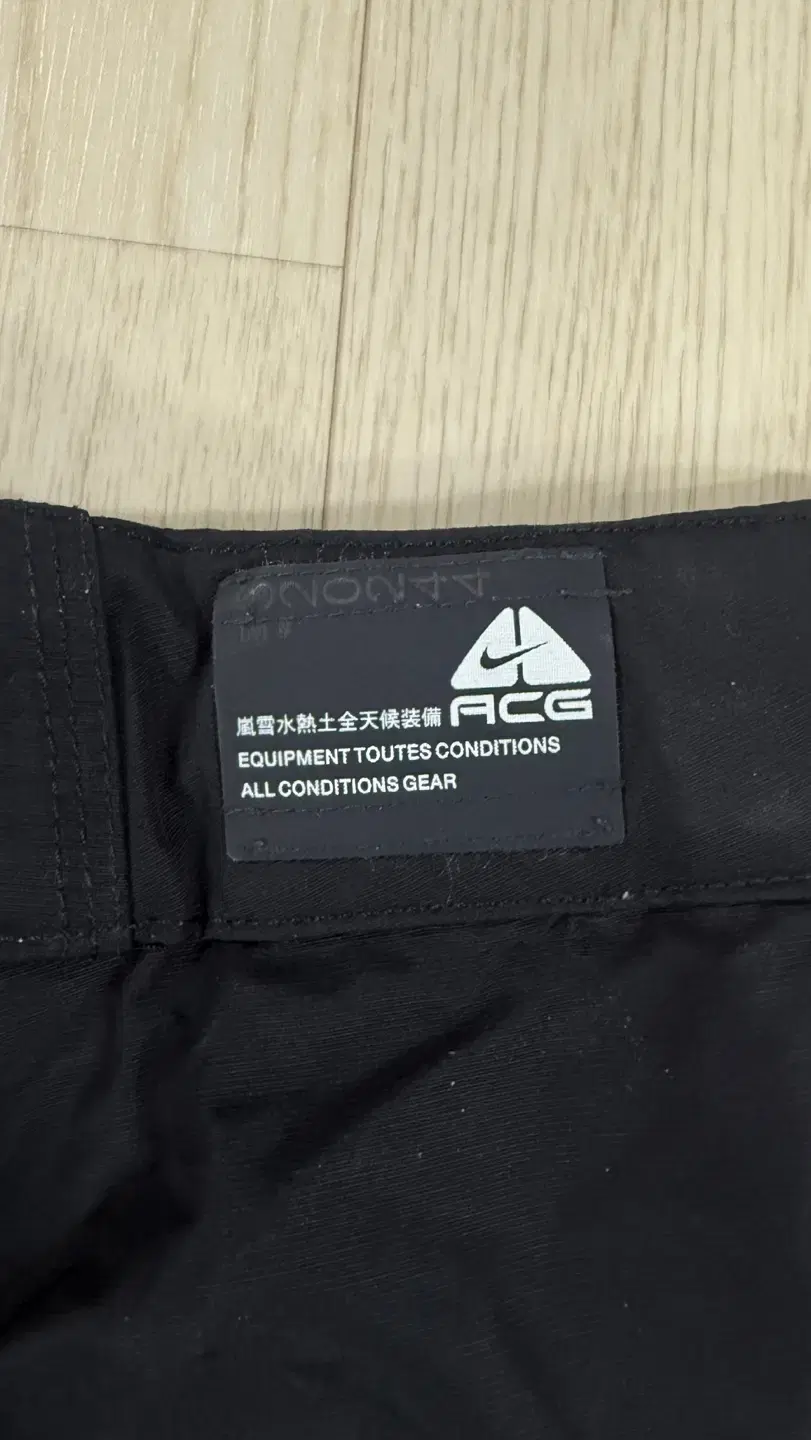 嵐雪水熱土全天候装備
ACG
EQUIPMENT TOUTES CONDITIONS
ALL CONDITIONS GEAR